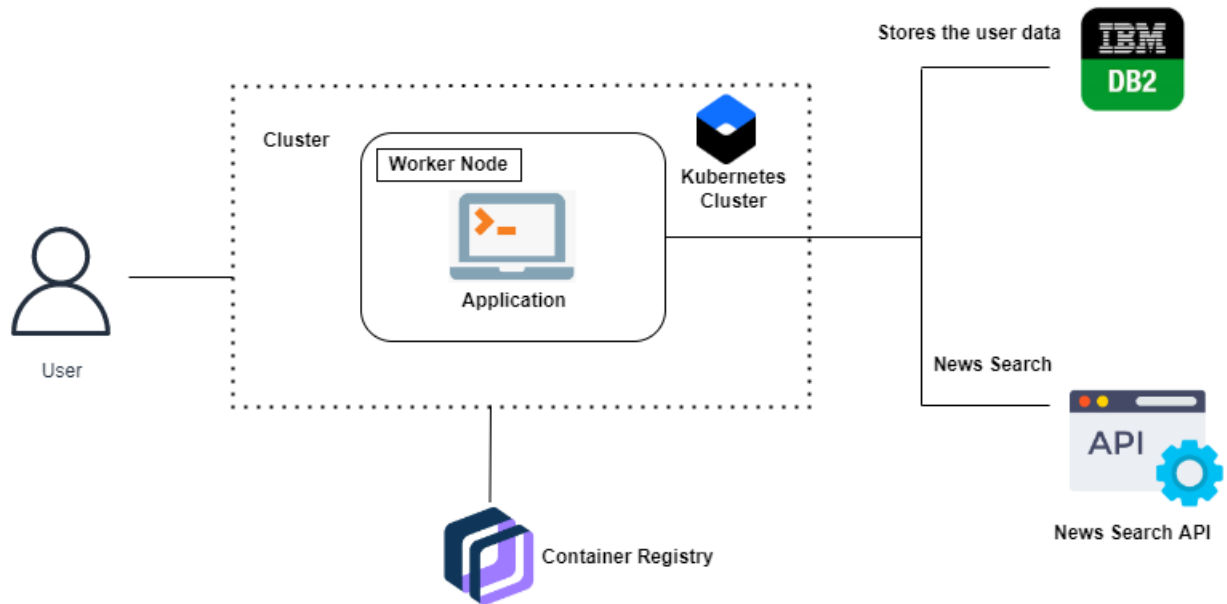 Stores the user data
IBM
DB2
Cluster
Worker Node
Kubernetes
Cluster
Application
User
News Search
API
News Search API
Container Registry